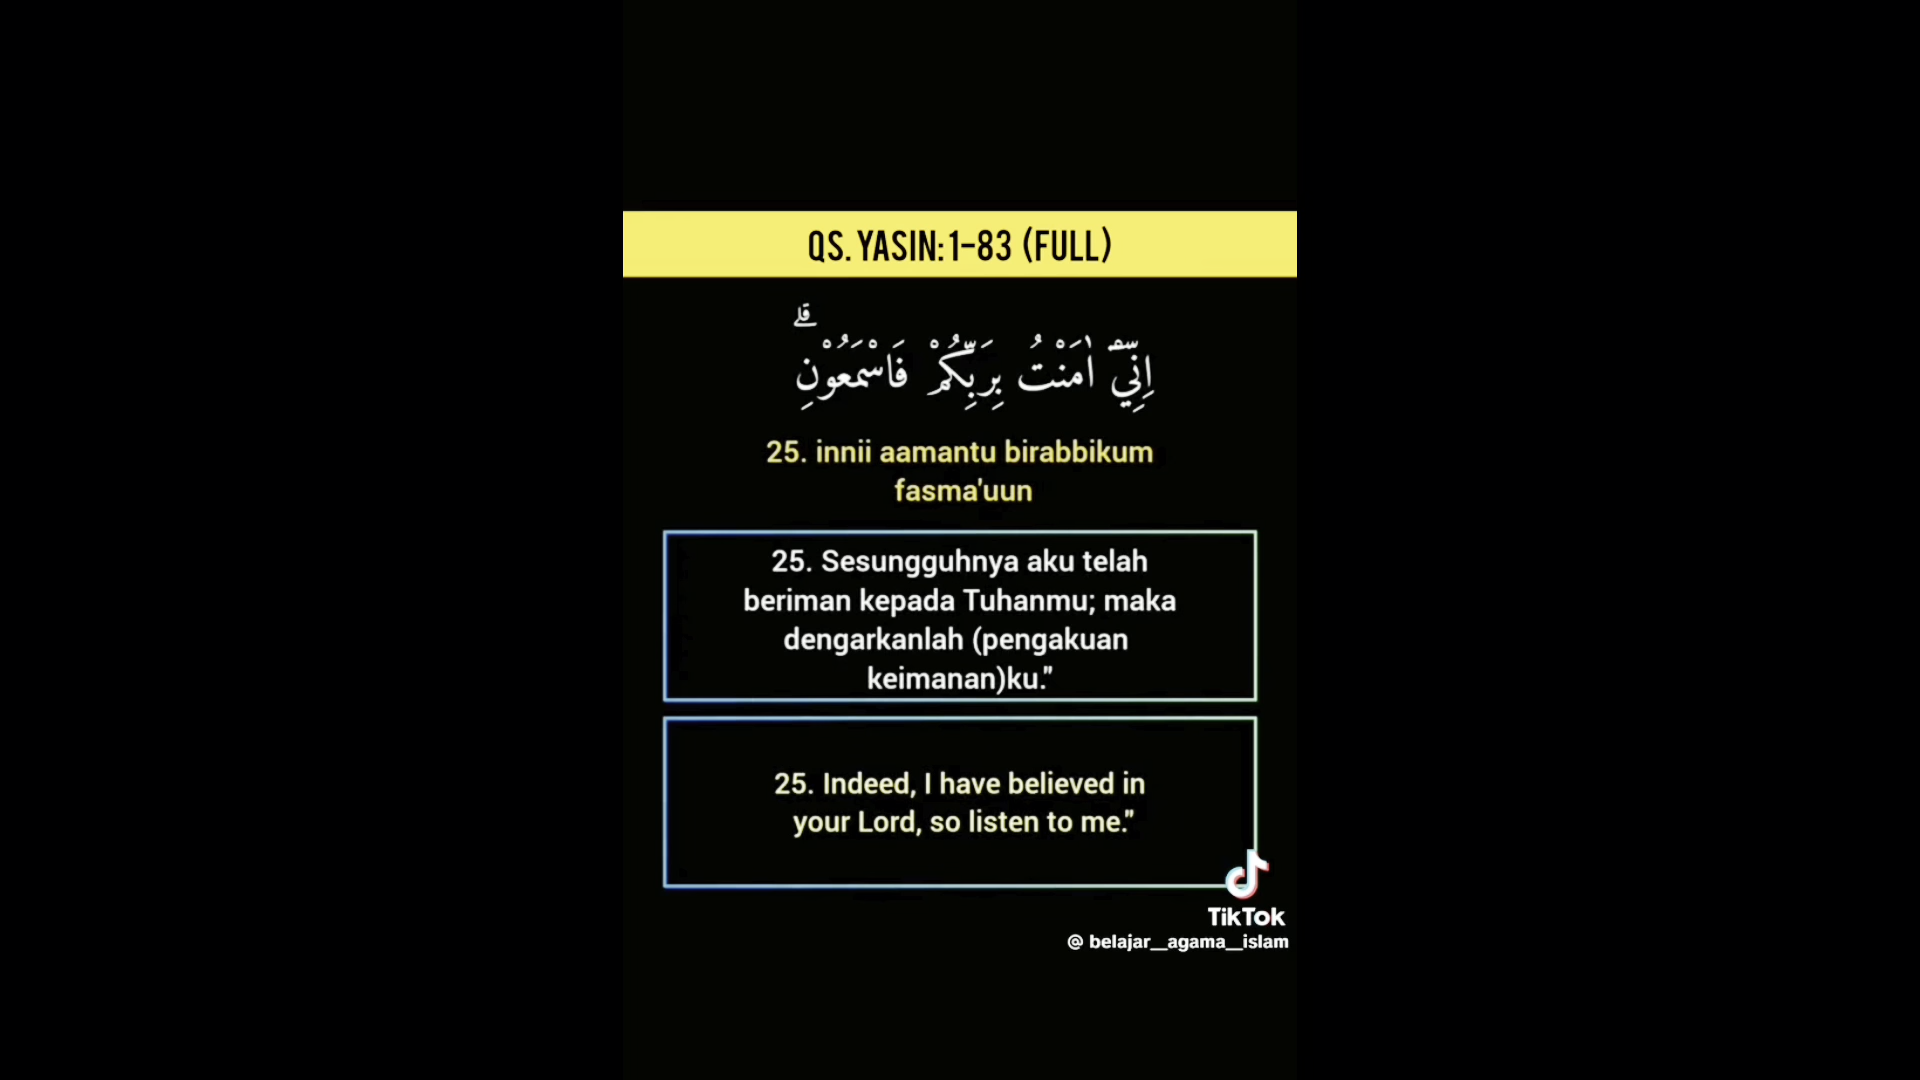 QS. YASIN: 1-83 (FULL)
اِنِّيْٓ اٰمَنْتُ بِرَبِّكُمْ فَاسْمَعُوْنِۗ
25. innii aamantu birabbikum
fasma'uun
25. Sesungguhnya aku telah
beriman kepada Tuhanmu; maka
dengarkanlah (pengakuan
keimanan)ku."
25. Indeed, I have believed in
your Lord, so listen to me."
TikTok
@ belajar__agama__islam